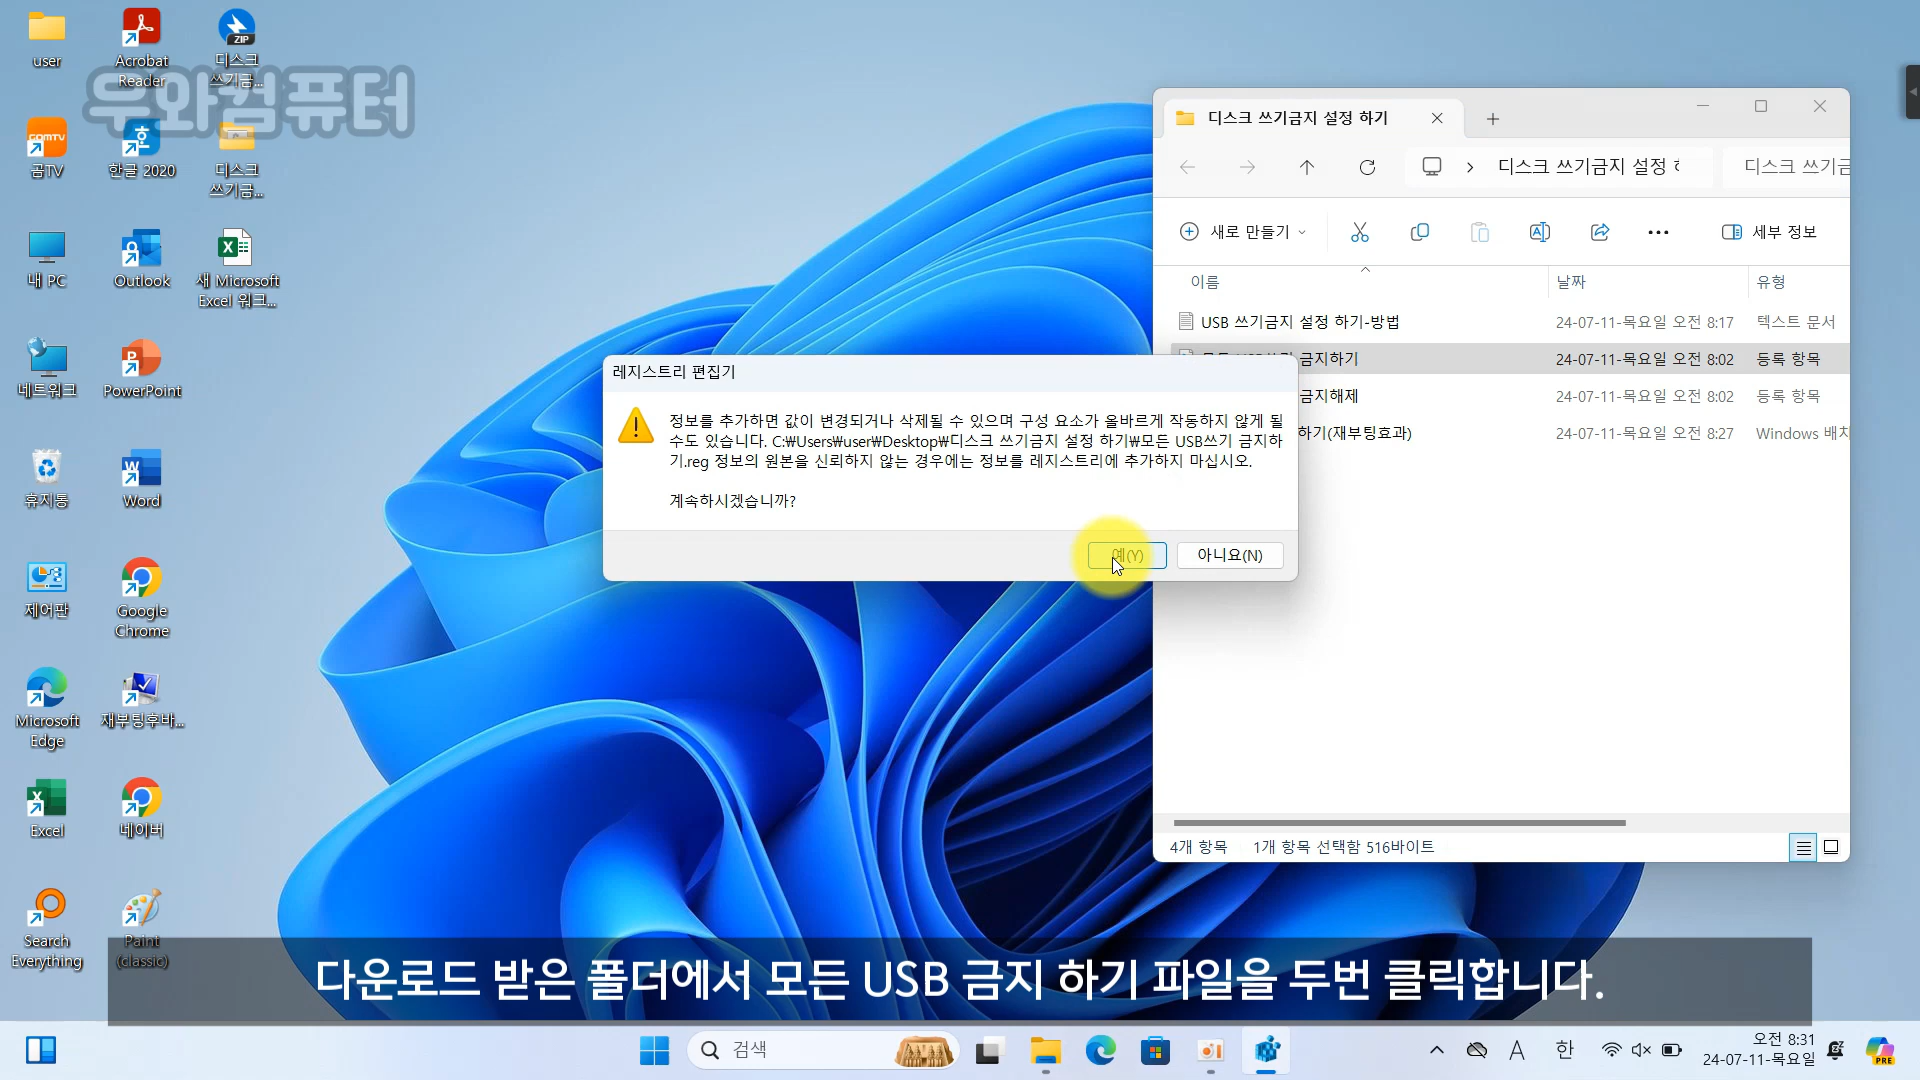 user
Acrobat
Reader
디스크
쓰기금...
두와컴퓨터
GOMTV
곰TV
한글 2020
디스크
쓰기금...
내 PC
Outlook
새 Microsoft
Excel 워크...
네트워크
PowerPoint
휴지통
Word
제어판
Google
Chrome
Microsoft
Edge
재부팅후바...
Excel
네이버
Search
Everything
Paint
(classic)
디스크 쓰기금지 설정 하기
디스크 쓰기금지 설정
디스크 쓰기금
새로 만들기
세부 정보
이름
날짜
유형
USB 쓰기금지 설정 하기-방법
24-07-11-목요일 오전 8:17
텍스트 문서
금지하기
24-07-11-목요일 오전 8:02
등록 항목
금지해제
24-07-11-목요일 오전 8:02
등록 항목
하기(재부팅효과)
24-07-11-목요일 오전 8:27
Windows 배치
4개 항목
1개 항목 선택함 516바이트
레지스트리 편집기
정보를 추가하면 값이 변경되거나 삭제될 수 있으며 구성 요소가 올바르게 작동하지 않게 될
수도 있습니다. C:₩Users₩user₩Desktop₩디스크 쓰기금지 설정 하기₩모든 USB쓰기 금지하
기.reg 정보의 원본을 신뢰하지 않는 경우에는 정보를 레지스트리에 추가하지 마십시오.
계속하시겠습니까?
예(Y)
아니요(N)
다운로드 받은 폴더에서 모든 USB 금지 하기 파일을 두번 클릭합니다.
검색
A
한
오전 8:31
24-07-11-목요일
PRE